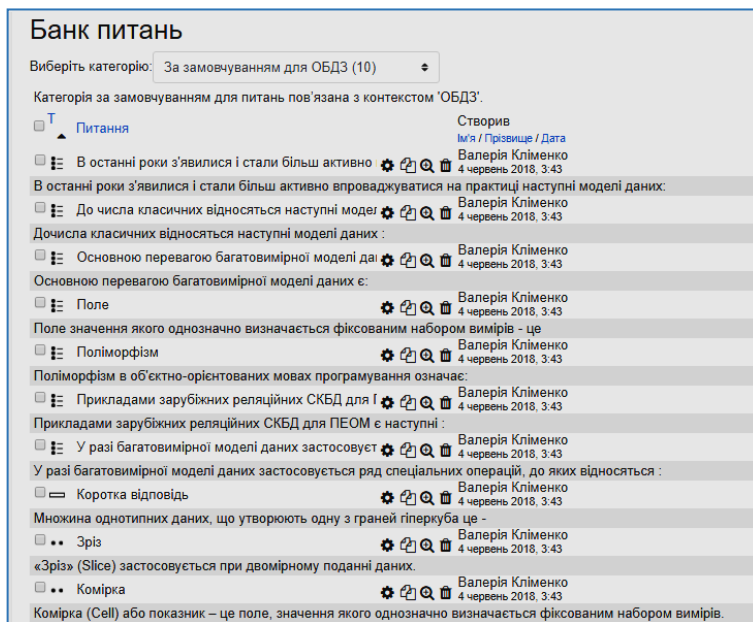 Банк питань
Виберіть категорію: За замовчуванням для ОБДЗ (10)
Категорія за замовчуванням для питань пов'язана з контекстом 'ОБДЗ'.
Т Питання Створив
Ім'я / Прізвище / Дата
В останні роки з'явилися і стали більш активно Валерія Кліменко
4 червень 2018, 3:43
В останні роки з'явилися і стали більш активно впроваджуватися на практиці наступні моделі даних:
До числа класичних відносяться наступні модел Валерія Кліменко
4 червень 2018, 3:43
Дочисла класичних відносяться наступні моделі даних :
Основною перевагою багатовимірної моделі да Валерія Кліменко
4 червень 2018, 3:43
Основною перевагою багатовимірної моделі даних є:
Поле Валерія Кліменко
4 червень 2018, 3:43
Поле значення якого однозначно визначається фіксованим набором вимірів - це
Поліморфізм Валерія Кліменко
4 червень 2018, 3:43
Поліморфізм в об'єктно-орієнтованих мовах програмування означає:
Прикладами зарубіжних реляційних СКБД для Валерія Кліменко
4 червень 2018, 3:43
Прикладами зарубіжних реляційних СКБД для ПЕОМ є наступні :
У разі багатовимірної моделі даних застосовуєт Валерія Кліменко
4 червень 2018, 3:43
У разі багатовимірної моделі даних застосовується ряд спеціальних операцій, до яких відносяться :
Коротка відповідь Валерія Кліменко
4 червень 2018, 3:43
Множина однотипних даних, що утворюють одну з граней гіперкуба це -
Зріз Валерія Кліменко
4 червень 2018, 3:43
«Зріз» (Slice) застосовується при двомірному поданні даних.
Комірка Валерія Кліменко
4 червень 2018, 3:43
Комірка (Cell) або показник – це поле, значення якого однозначно визначається фіксованим набором вимірів.